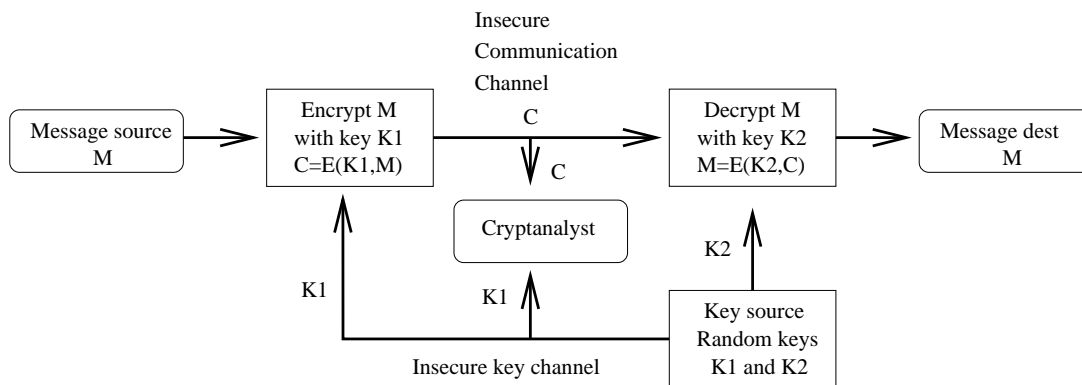 Insecure
Communication
Channel
Message source
M
Encrypt M
with key K1
C=E(K1,M)
C
C
Decrypt M
with key K2
M=E(K2,C)
Message dest
M
Cryptanalyst
K1
K1
K2
Key source
Random keys
K1 and K2
Insecure key channel